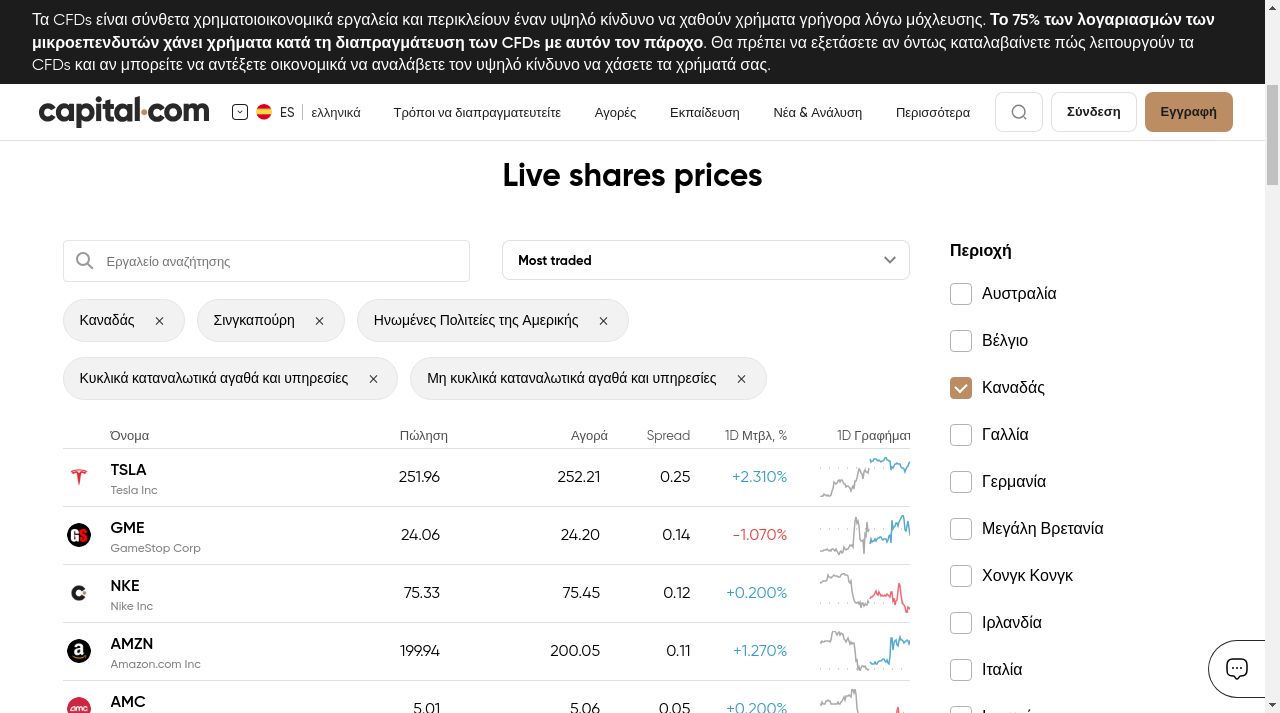 Τα CFDs είναι σύνθετα χρηματοιοικονομικά εργαλεία και περικλείουν έναν υψηλό κίνδυνο να χαθούν χρήματα γρήγορα λόγω μόχλευσης. Το 75% των λογαριασμών των
μικροεπενδυτών χάνει χρήματα κατά τη διαπραγμάτευση των CFDs με αυτόν τον πάροχο. Θα πρέπει να εξετάσετε αν όντως καταλαβαίνετε πώς λειτουργούν τα
CFDs και αν μπορείτε να αντέξετε οικονομικά να αναλάβετε τον υψηλό κίνδυνο να χάσετε τα χρήματά σας.
capital.com ES ελληνικά Τρόποι να διαπραγματευτείτε Αγορές Εκπαίδευση Νέα & Ανάλυση Περισσότερα Σύνδεση Εγγραφή
Live shares prices
Εργαλείο αναζήτησης Most traded
Καναδάς Σινγκαπούρη Ηνωμένες Πολιτείες της Αμερικής
Κυκλικά καταναλωτικά αγαθά και υπηρεσίες Μη κυκλικά καταναλωτικά αγαθά και υπηρεσίες
Όνομα Πώληση Αγορά Spread 1D Μτβλ, % 1D Γραφήματ
TSLA 251.96 252.21 0.25 +2.310%
Tesla Inc
GME 24.06 24.20 0.14 -1.070%
GameStop Corp
NKE 75.33 75.45 0.12 +0.200%
Nike Inc
AMZN 199.94 200.05 0.11 +1.270%
Amazon.com Inc
AMC 5.01 5.06 0.05 +0.200%
Περιοχή
Αυστραλία
Βέλγιο
Καναδάς
Γαλλία
Γερμανία
Μεγάλη Βρετανία
Χονγκ Κονγκ
Ιρλανδία
Ιταλία